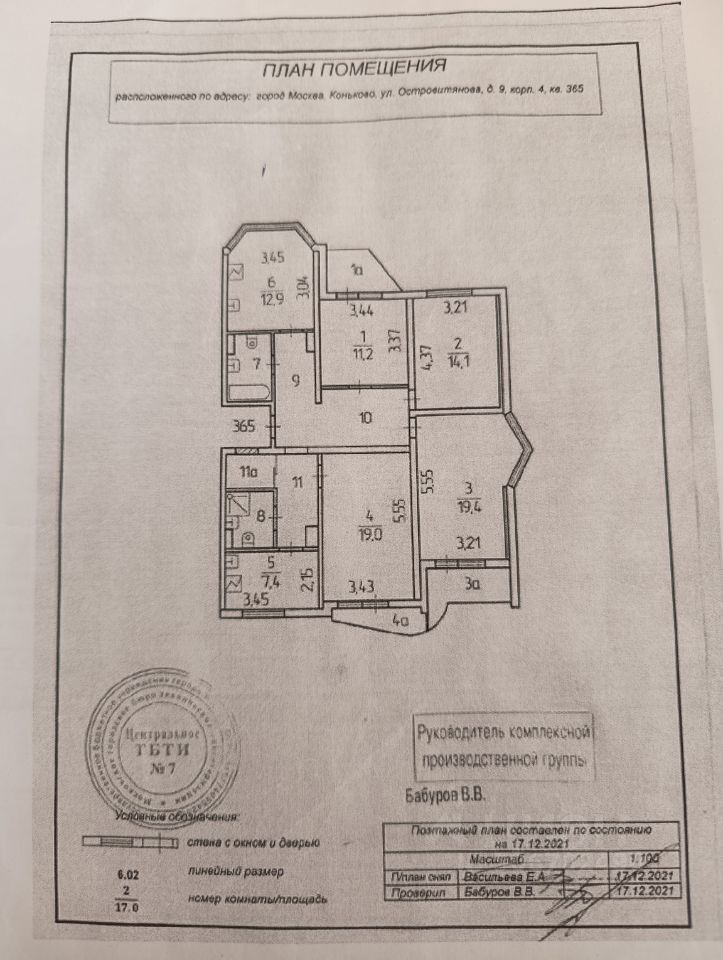 ПЛАН ПОМЕЩЕНИЯ
расположенного по адресу: город Москва, Коньково, ул. Островитянова, д. 9, корп. 4, кв. 365
3,45
6
12,9
3,04
1а
3,44
1
11,2
3,37
3,21
2
14,1
4,37
7
9
10
365
11а
11
8
5
7,4
2,15
3,45
4
19,0
5,55
3,43
4а
5,55
3
19,4
3,21
3а
Центральное
ТБТИ
№ 7
Руководитель комплексной
производственной группы
Бабуров В.В.
Условные обозначения:
стена с окном и дверью
6.02 линейный размер
2
17.0
номер комнаты/площадь
Поэтажный план составлен по состоянию
на 17.12.2021
Масштаб 1:100
П/план снял Васильева Е.А. 17.12.2021
Проверил Бабуров В.В. 17.12.2021